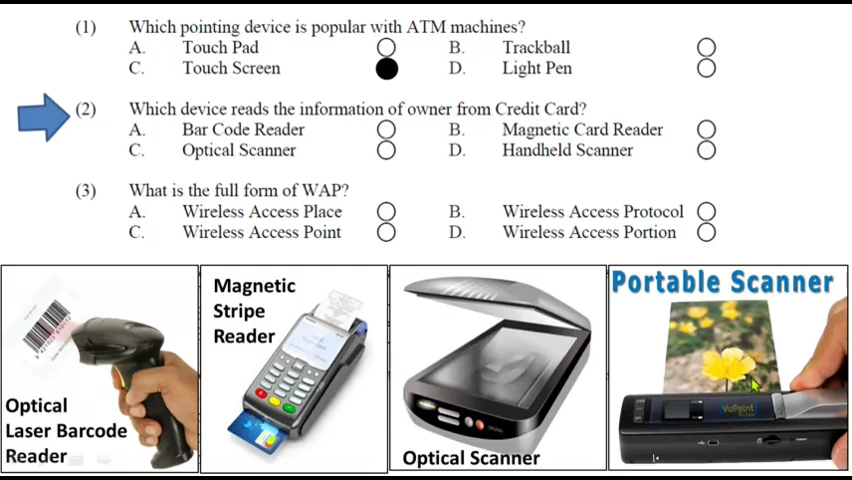 (1) Which pointing device is popular with ATM machines?
A. Touch Pad B. Trackball
C. Touch Screen D. Light Pen
(2) Which device reads the information of owner from Credit Card?
A. Bar Code Reader B. Magnetic Card Reader
C. Optical Scanner D. Handheld Scanner
(3) What is the full form of WAP?
A. Wireless Access Place B. Wireless Access Protocol
C. Wireless Access Point D. Wireless Access Portion
Optical
Laser Barcode
Reader
Magnetic
Stripe
Reader
Optical Scanner
Portable Scanner
VuPoint